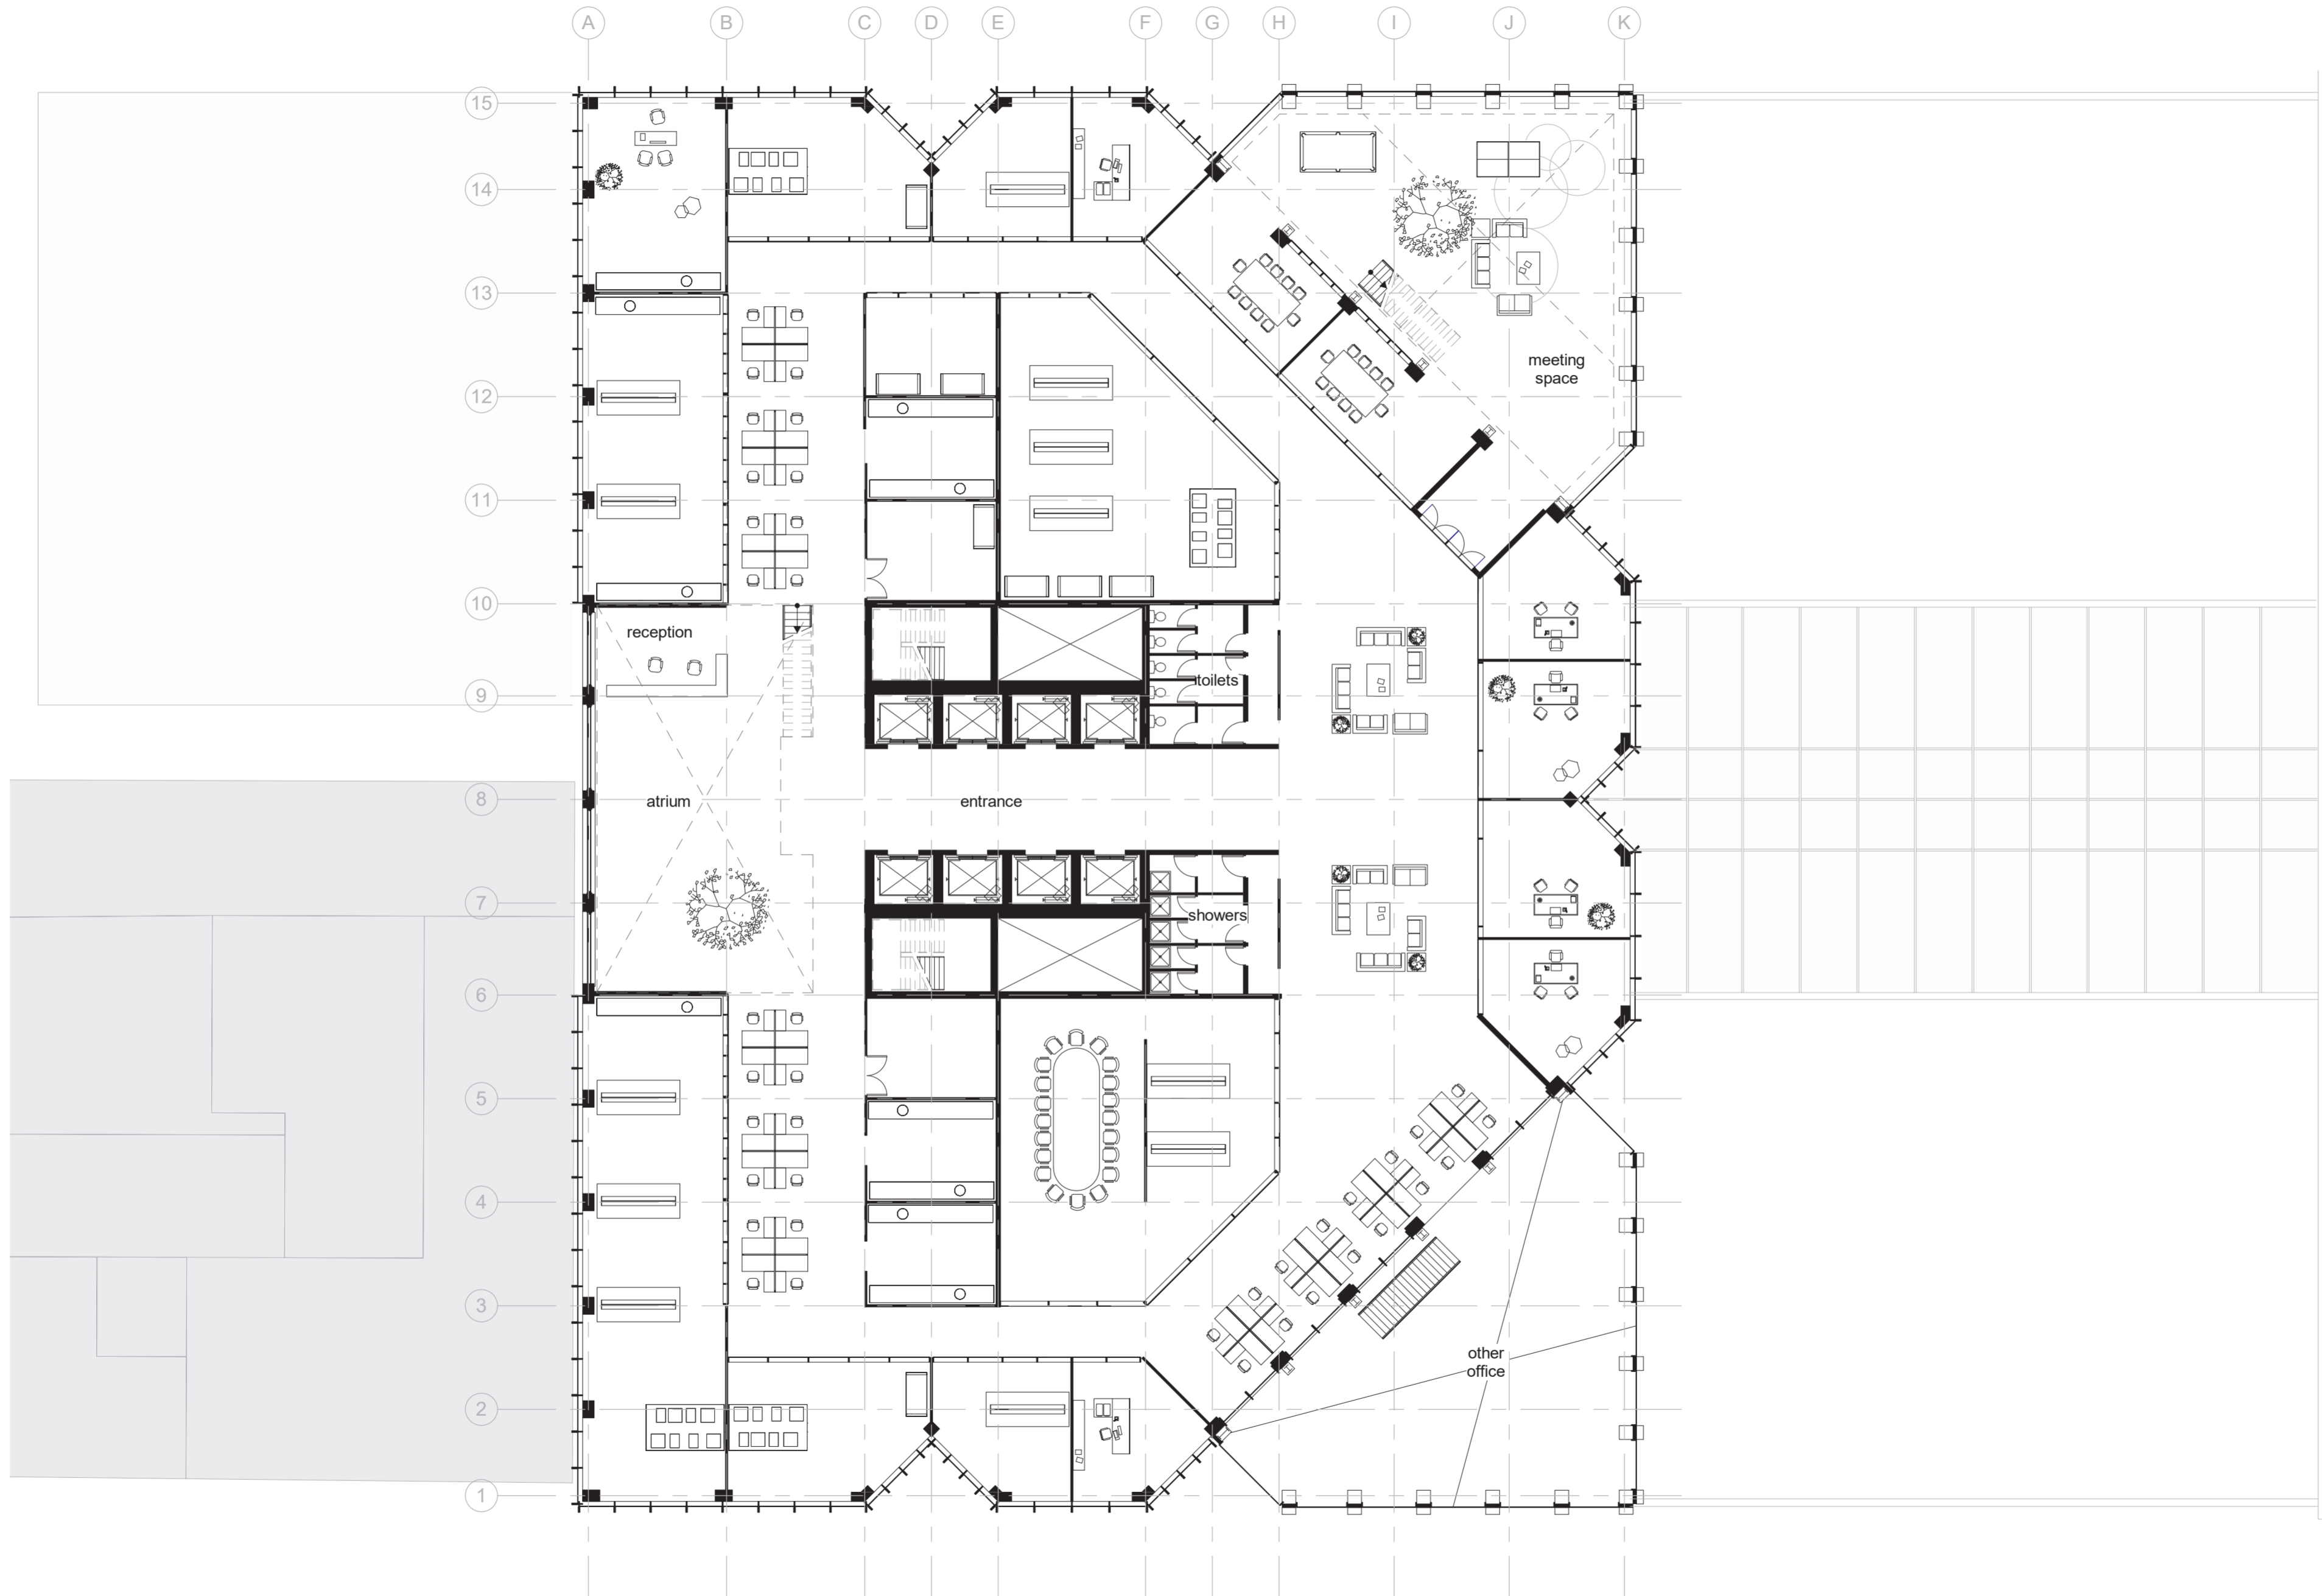 A B C D E F G H I J K
15
14
13
meeting
space
12
11
10
reception
toilets
9
8
atrium
entrance
7
showers
6
5
4
3
other
office
2
1